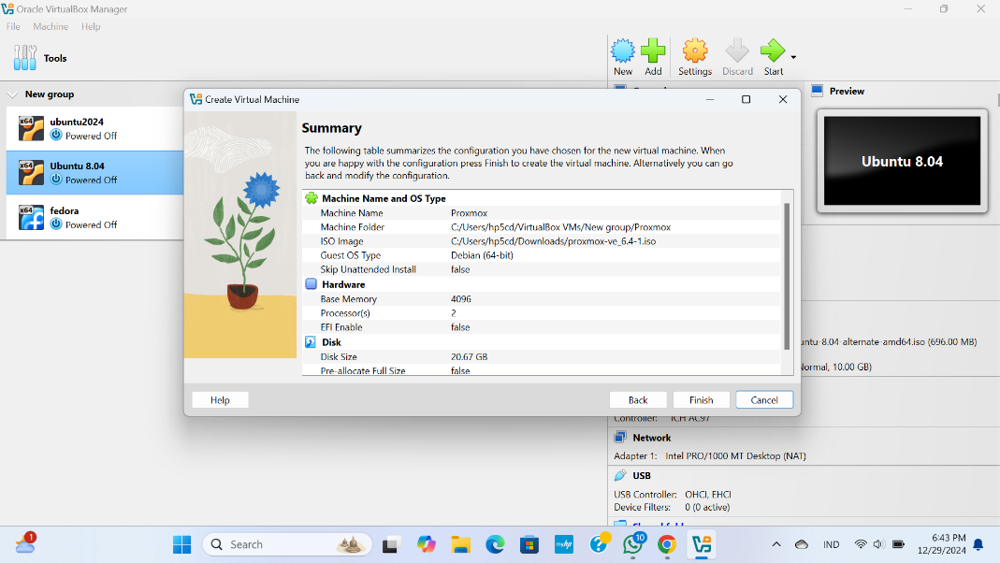 Oracle VirtualBox Manager
File Machine Help
Tools
New Add Settings Discard Start
New group
ubuntu2024
Powered Off
Ubuntu 8.04
Powered Off
fedora
Powered Off
Preview
Ubuntu 8.04
Create Virtual Machine
Summary
The following table summarizes the configuration you have chosen for the new virtual machine. When
you are happy with the configuration press Finish to create the virtual machine. Alternatively you can go
back and modify the configuration.
Machine Name and OS Type
Machine Name Proxmox
Machine Folder C:/Users/hp5cd/VirtualBox VMs/New group/Proxmox
ISO Image C:/Users/hp5cd/Downloads/proxmox-ve_6.4-1.iso
Guest OS Type Debian (64-bit)
Skip Unattended Install false
Hardware
Base Memory 4096
Processor(s) 2
EFI Enable false
Disk
Disk Size 20.67 GB
Pre-allocate Full Size false
Help Back Finish Cancel
untu-8.04-alternate-amd64.iso (696.00 MB)
Normal, 10.00 GB)
Controller: ICH AC97
Network
Adapter 1: Intel PRO/1000 MT Desktop (NAT)
USB
USB Controller: OHCI, EHCI
Device Filters: 0 (0 active)
1
Search
myhp
10
IND
6:43 PM
12/29/2024